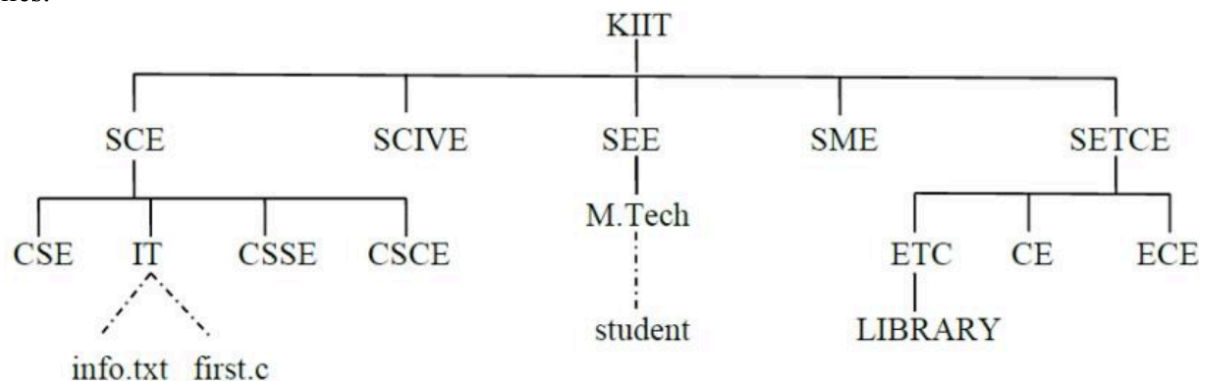 KIIT
SCE SCIVE SEE SME SETCE
M.Tech
CSE IT CSSE CSCE ETC CE ECE
student LIBRARY
info.txt first.c